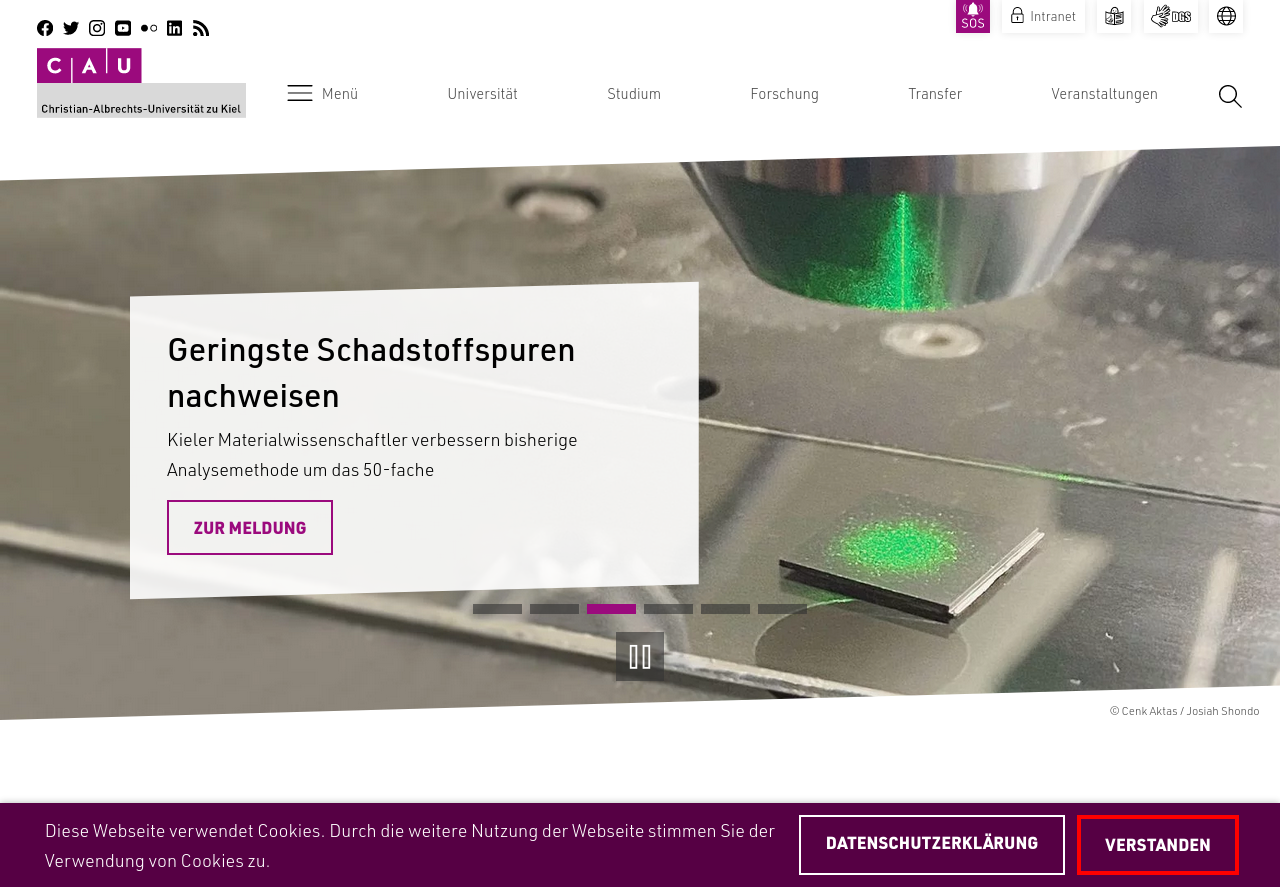 SOS
Intranet
DGS
CAU
Christian-Albrechts-Universität zu Kiel
Menü
Universität
Studium
Forschung
Transfer
Veranstaltungen
Geringste Schadstoffspuren
nachweisen
Kieler Materialwissenschaftler verbessern bisherige
Analysemethode um das 50-fache
ZUR MELDUNG
© Cenk Aktas / Josiah Shondo
Diese Webseite verwendet Cookies. Durch die weitere Nutzung der Webseite stimmen Sie der
Verwendung von Cookies zu.
DATENSCHUTZERKLÄRUNG
VERSTANDEN